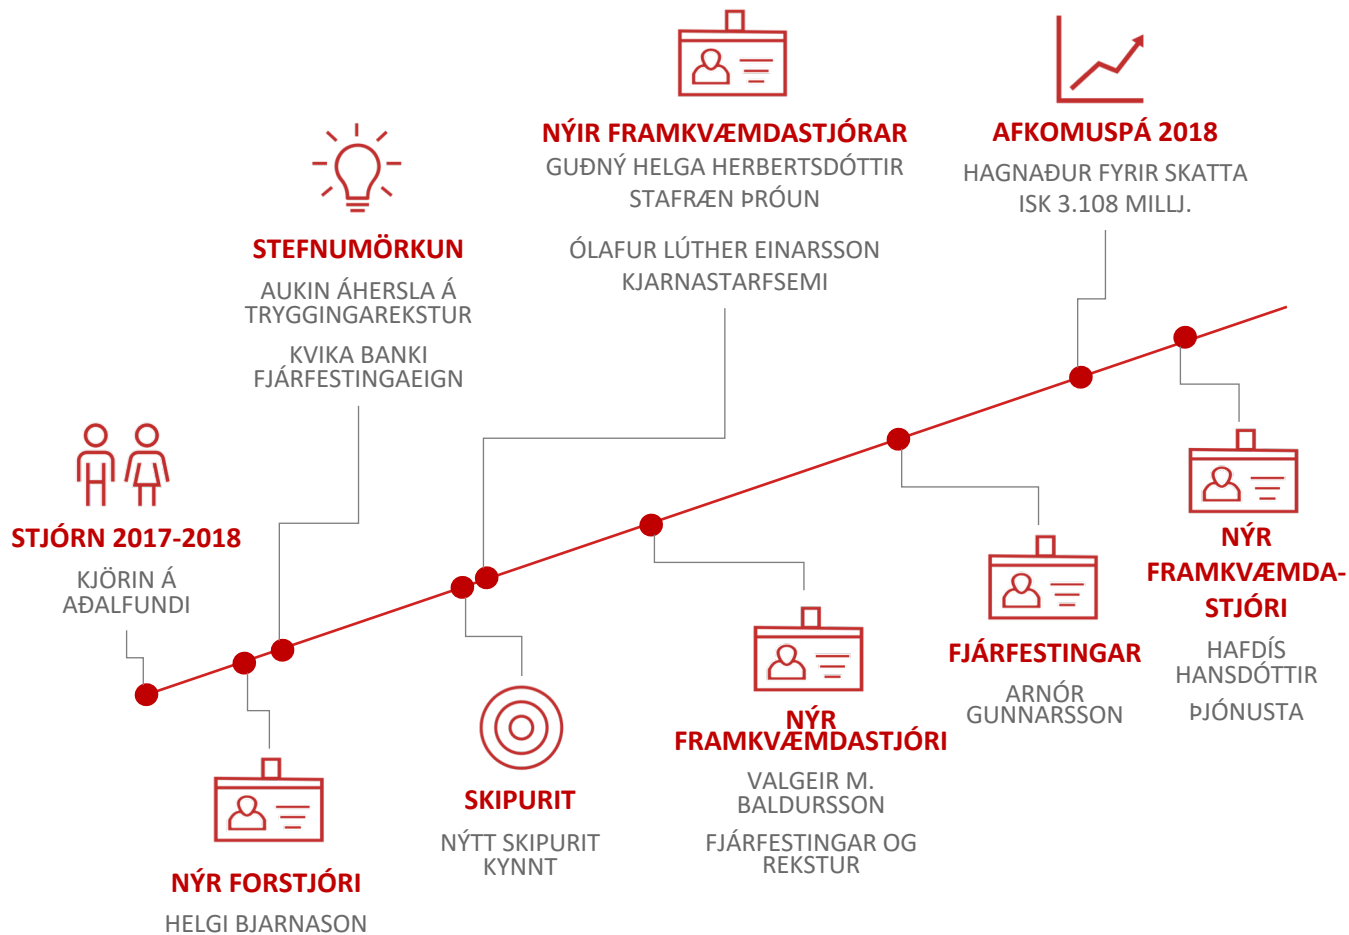 STJÓRN 2017-2018
KJÖRIN Á
AÐALFUNDI
NÝR FORSTJÓRI
HELGI BJARNASON
STEFNUMÖRKUN
AUKIN ÁHERSLA Á
TRYGGINGAREKSTUR
KVIKA BANKI
FJÁRFESTINGAEIGN
SKIPURIT
NÝTT SKIPURIT
KYNNT
NÝIR FRAMKVÆMDASTJÓRAR
GUÐNÝ HELGA HERBERTSDÓTTIR
STAFRÆN ÞRÓUN
ÓLAFUR LÚTHER EINARSSON
KJARNASTARFSEMI
NÝR
FRAMKVÆMDASTJÓRI
VALGEIR M.
BALDURSSON
FJÁRFESTINGAR OG
REKSTUR
FJÁRFESTINGAR
ARNÓR
GUNNARSSON
AFKOMUSPÁ 2018
HAGNAÐUR FYRIR SKATTA
ISK 3.108 MILLJ.
NÝR
FRAMKVÆMDA-
STJÓRI
HAFDÍS
HANSDÓTTIR
ÞJÓNUSTA